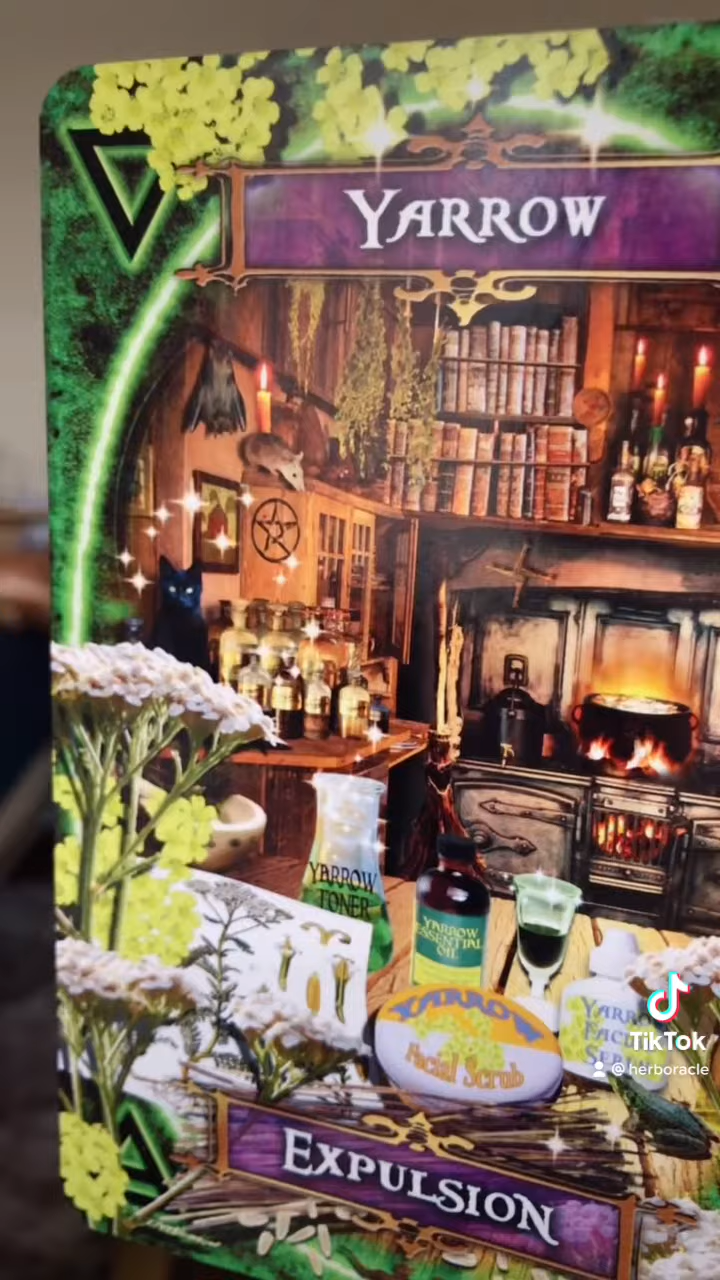 YARROW
YARROW
TONER
YARROW
ESSENTIAL
OIL
YARROW
Facial Scrub
TikTok
@herboracle
EXPULSION